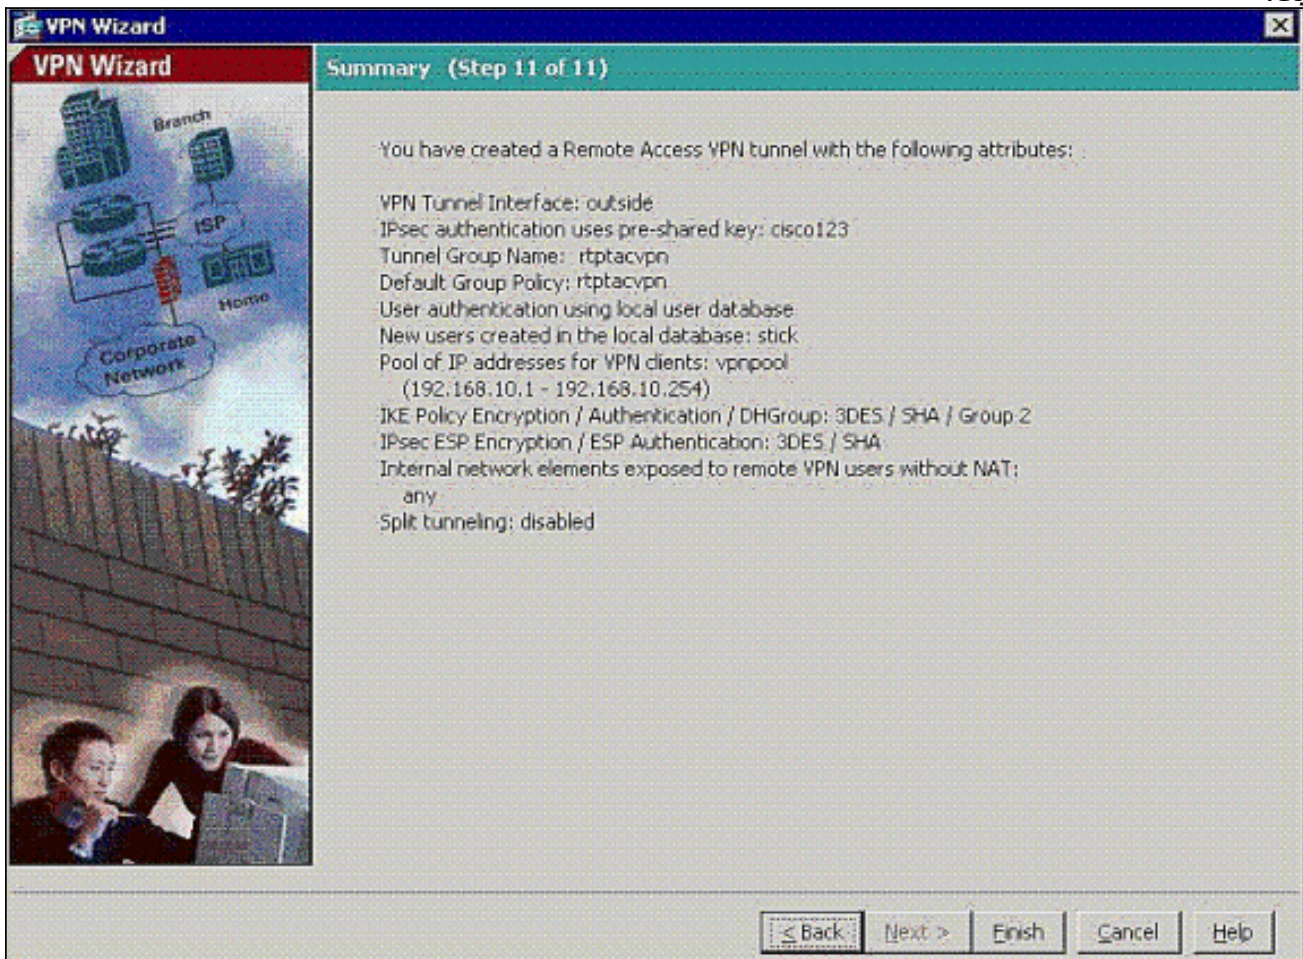 VPN Wizard
VPN Wizard
Summary (Step 11 of 11)
Branch
ISP
Home
Corporate
Network
You have created a Remote Access VPN tunnel with the following attributes:
VPN Tunnel Interface: outside
IPsec authentication uses pre-shared key: cisco123
Tunnel Group Name: rtptacvpn
Default Group Policy: rtptacvpn
User authentication using local user database
New users created in the local database: stick
Pool of IP addresses for VPN clients: vpnpool
(192.168.10.1 - 192.168.10.254)
IKE Policy Encryption / Authentication / DHGroup: 3DES / SHA / Group 2
IPsec ESP Encryption / ESP Authentication: 3DES / SHA
Internal network elements exposed to remote VPN users without NAT:
any
Split tunneling: disabled
< Back
Next >
Finish
Cancel
Help